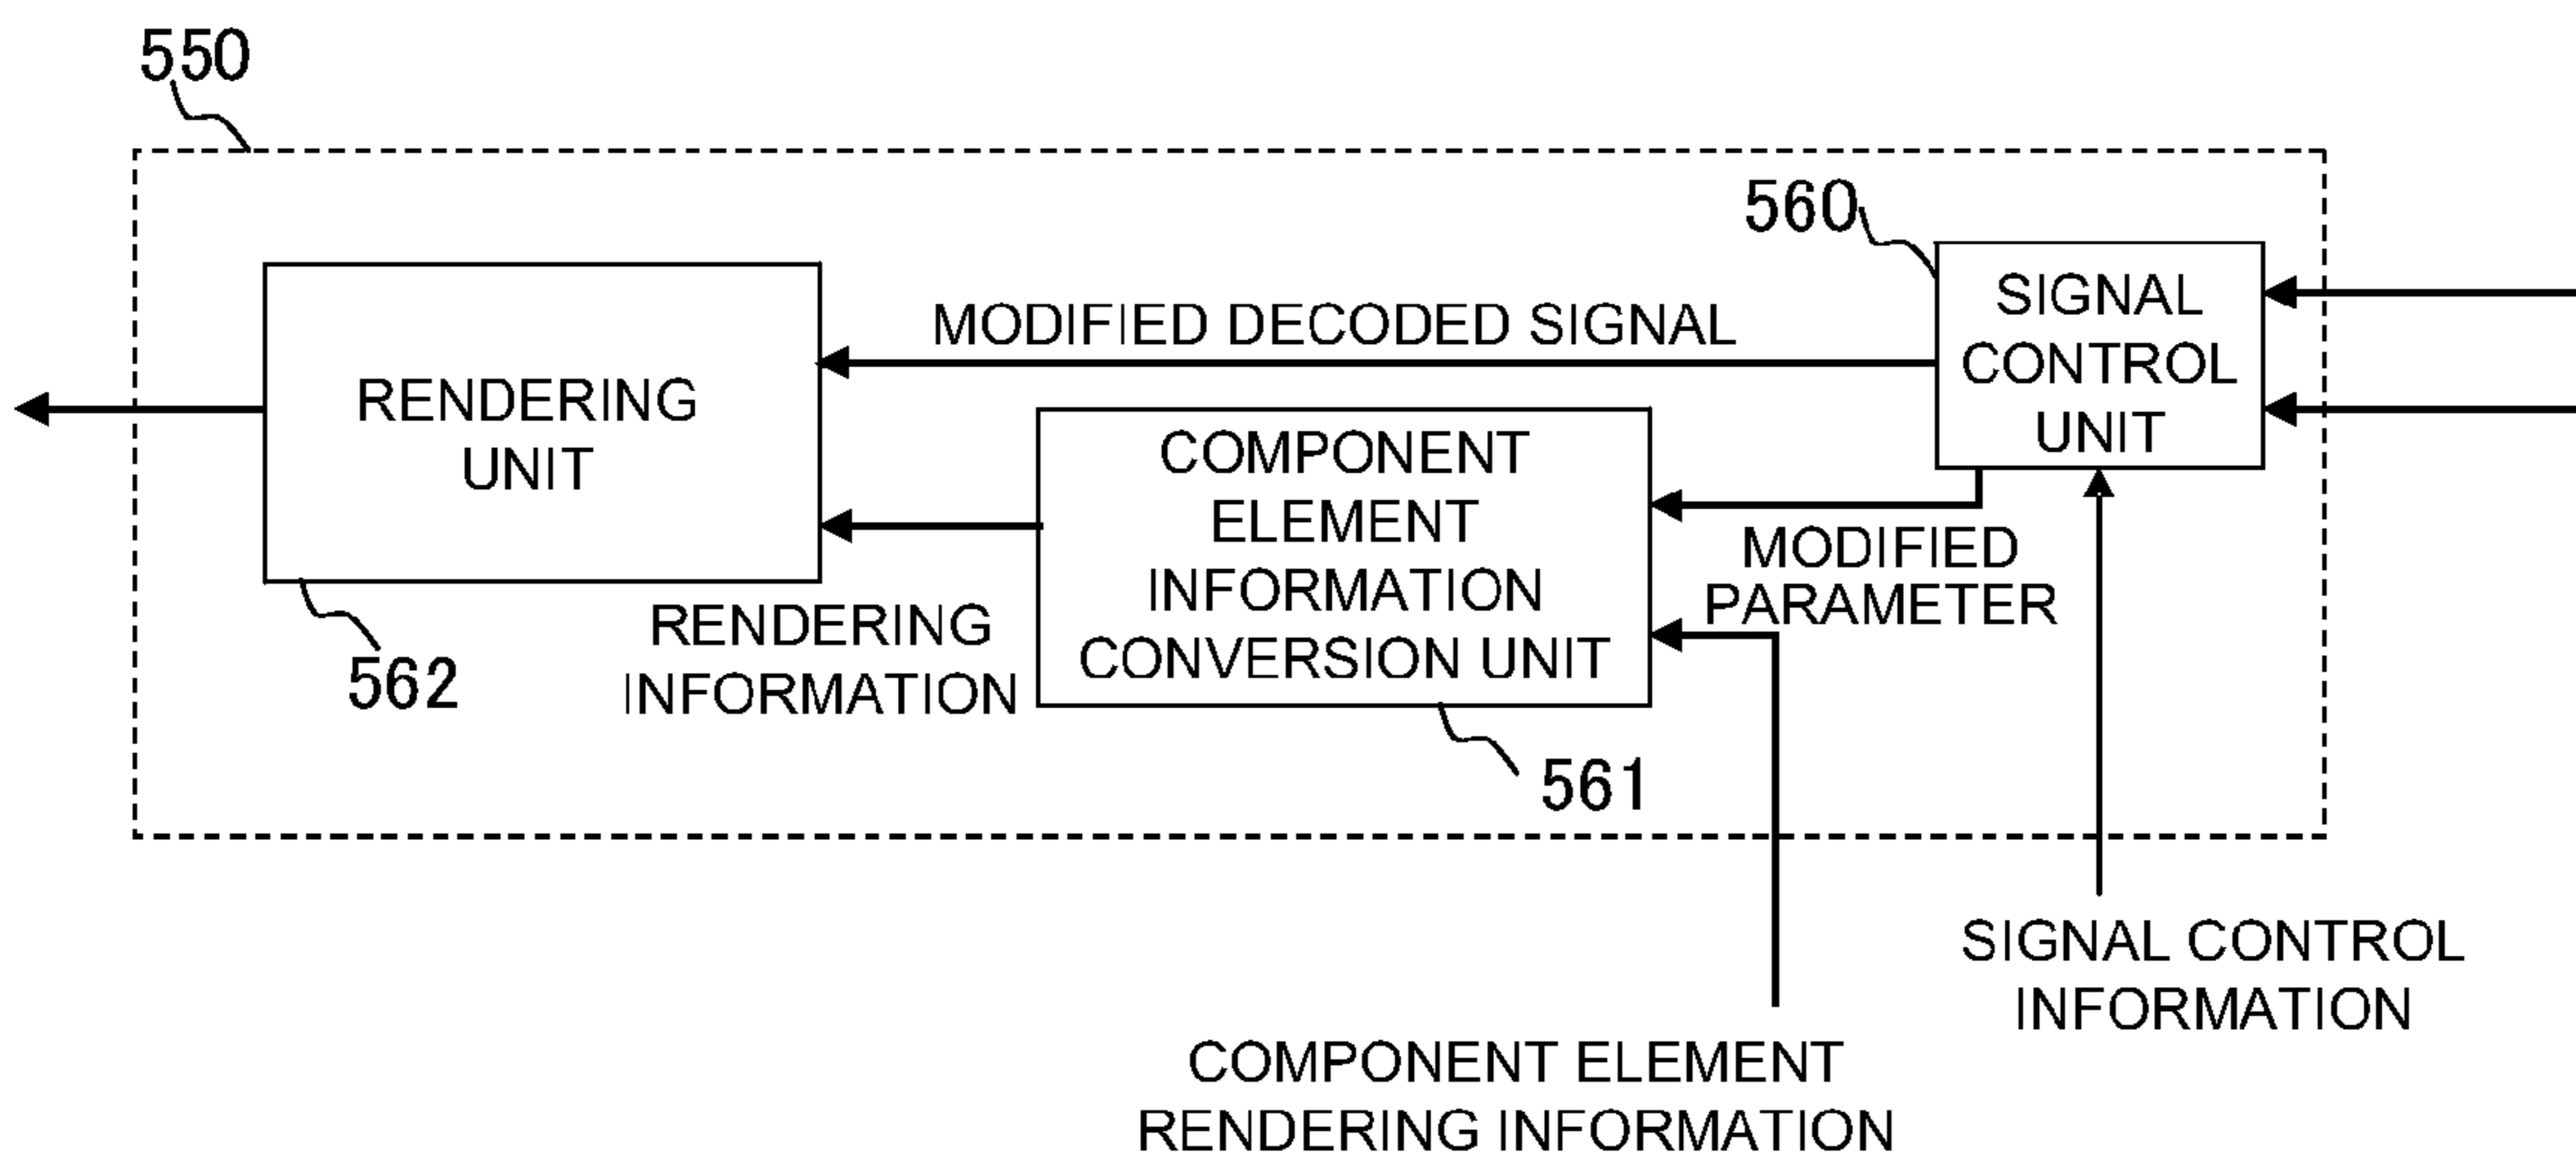 550
560
SIGNAL
CONTROL
UNIT
MODIFIED DECODED SIGNAL
RENDERING
UNIT
COMPONENT
ELEMENT
INFORMATION
CONVERSION UNIT
MODIFIED
PARAMETER
RENDERING
INFORMATION
562
561
SIGNAL CONTROL
INFORMATION
COMPONENT ELEMENT
RENDERING INFORMATION